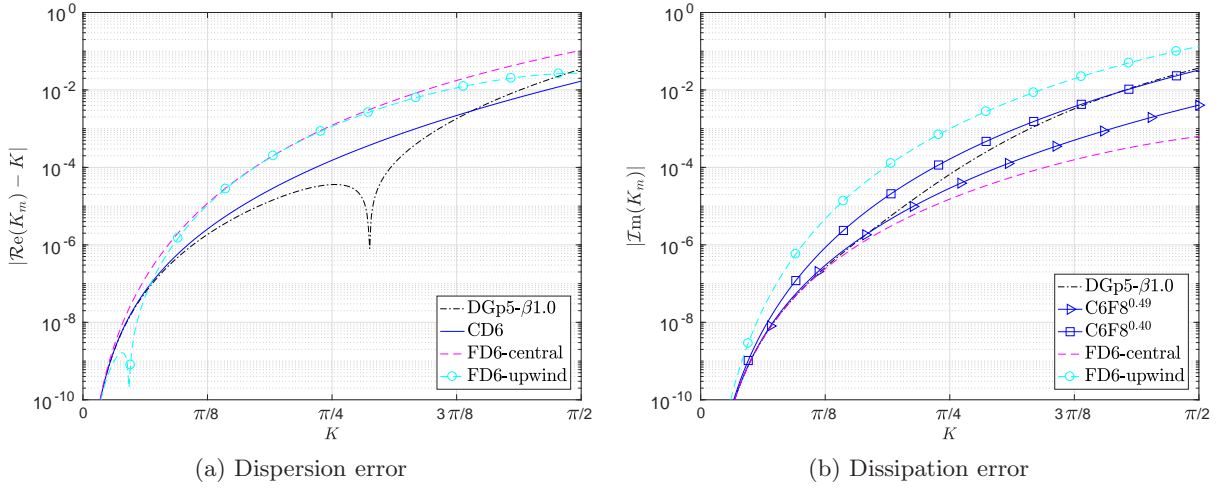 10^0
10^-2
10^-4
10^-6
10^-8
10^-10
|Re(K_m) − K|
0 π/8 π/4 3π/8 π/2
K
DGp5-β1.0
CD6
FD6-central
FD6-upwind
(a) Dispersion error
10^0
10^-2
10^-4
10^-6
10^-8
10^-10
|Im(K_m)|
0 π/8 π/4 3π/8 π/2
K
DGp5-β1.0
C6F8^0.49
C6F8^0.40
FD6-central
FD6-upwind
(b) Dissipation error